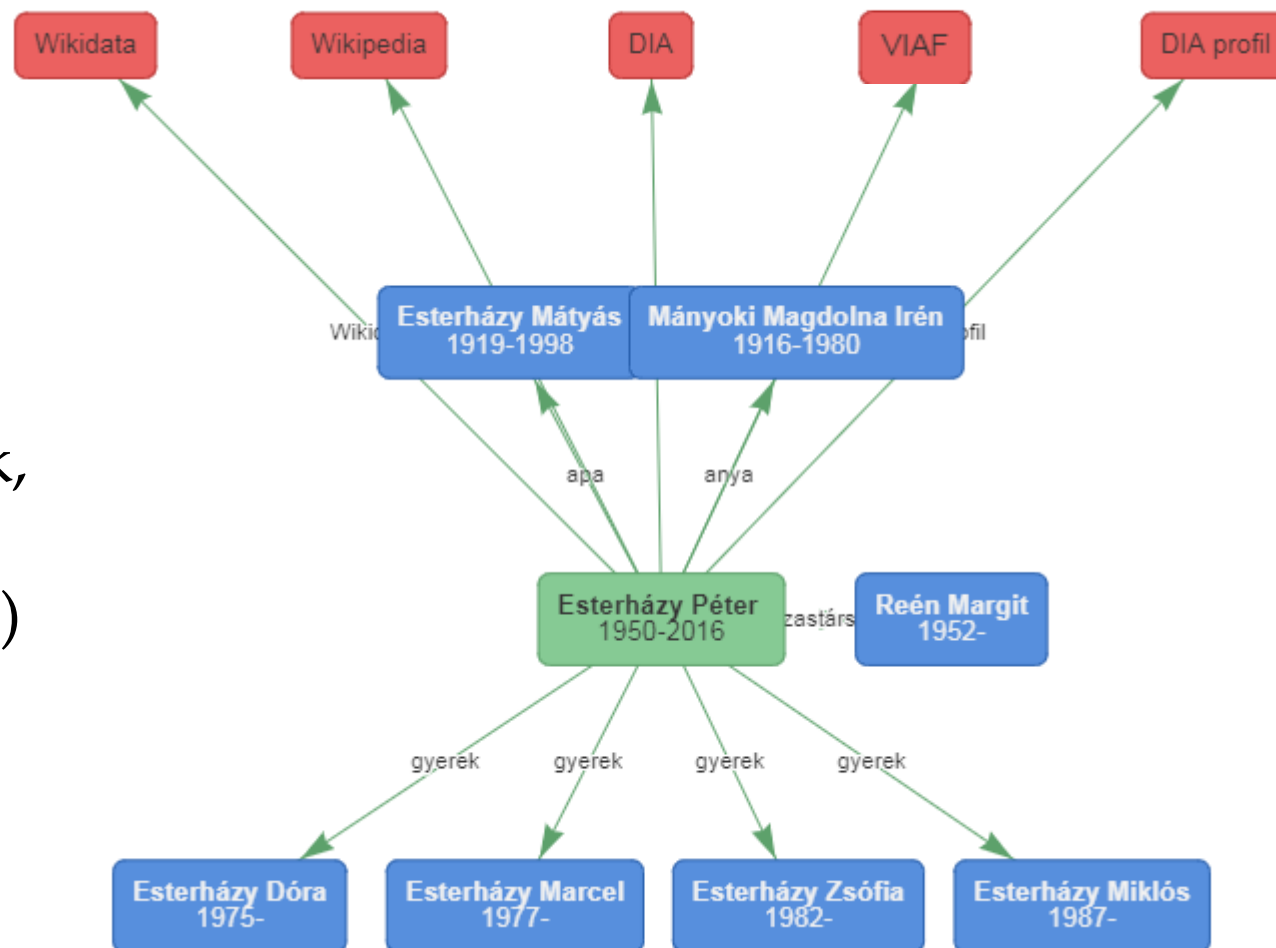 Wikidata
Wikipedia
DIA
VIAF
DIA profil
Esterházy Mátyás
1919-1998
Mányoki Magdolna Irén
1916-1980
apa
anya
k,
)
Esterházy Péter
1950-2016
Reén Margit
1952-
gyerek
gyerek
gyerek
gyerek
Esterházy Dóra
1975-
Esterházy Marcel
1977-
Esterházy Zsófia
1982-
Esterházy Miklós
1987-